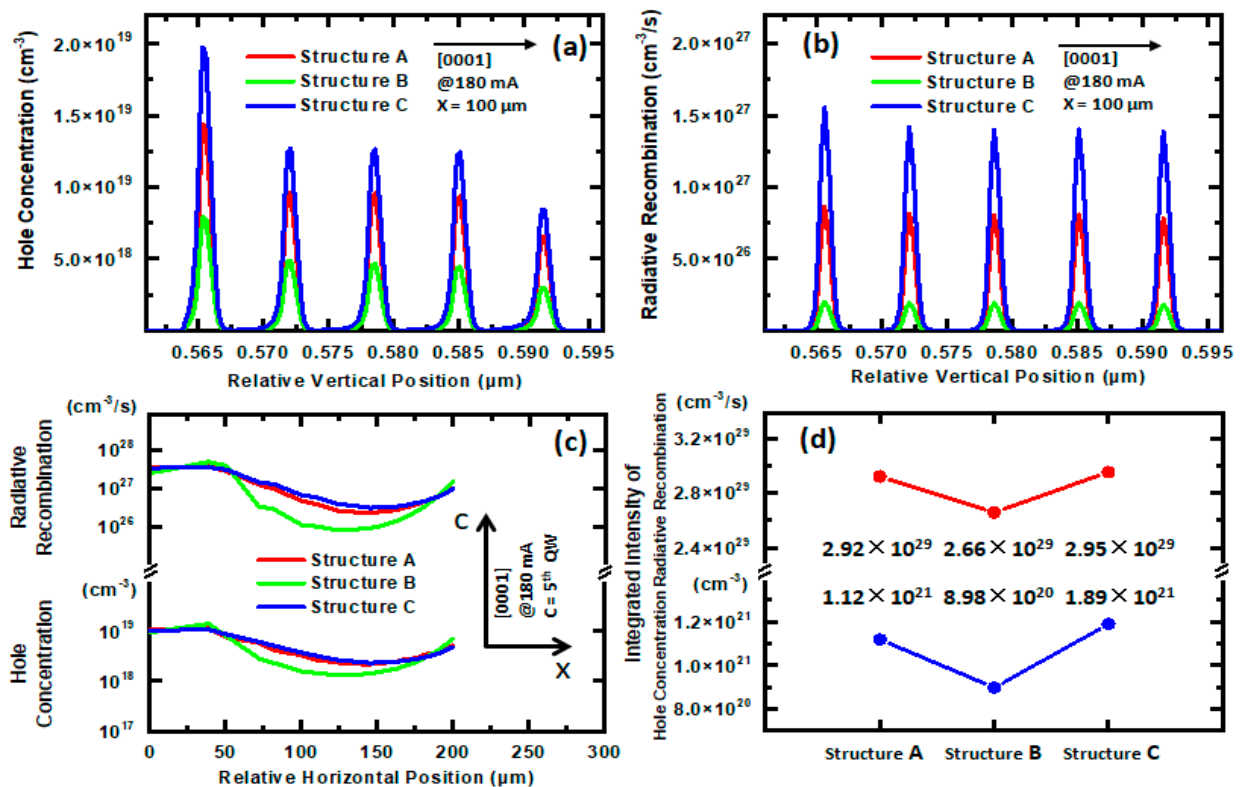 Hole Concentration (cm⁻³)
2.0×10¹⁹
1.5×10¹⁹
1.0×10¹⁹
5.0×10¹⁸
Structure A
Structure B
Structure C
[0001]
@180 mA
X = 100 μm
(a)
0.565 0.570 0.575 0.580 0.585 0.590 0.595
Relative Vertical Position (μm)
Radiative Recombination (cm⁻³/s)
2.0×10²⁷
1.5×10²⁷
1.0×10²⁷
5.0×10²⁶
(b)
Structure A
Structure B
Structure C
[0001]
@180 mA
X = 100 μm
0.565 0.570 0.575 0.580 0.585 0.590 0.595
Relative Vertical Position (μm)
(cm⁻³/s)
Radiative
Recombination
10²⁸
10²⁷
10²⁶
(c)
Structure A
Structure B
Structure C
C
[0001]
@180 mA
C = 5ᵗʰ QW
X
(cm⁻³)
Hole
Concentration
10¹⁹
10¹⁸
10¹⁷
0 50 100 150 200 250 300
Relative Horizontal Position (μm)
(cm⁻³/s)
Integrated Intensity of
Hole Concentration Radiative Recombination
3.2×10²⁹
2.8×10²⁹
2.4×10²⁹
(d)
2.92×10²⁹ 2.66×10²⁹ 2.95×10²⁹
(cm⁻³)
1.12×10²¹ 8.98×10²⁰ 1.89×10²¹
1.2×10²¹
1.0×10²¹
8.0×10²⁰
Structure A Structure B Structure C